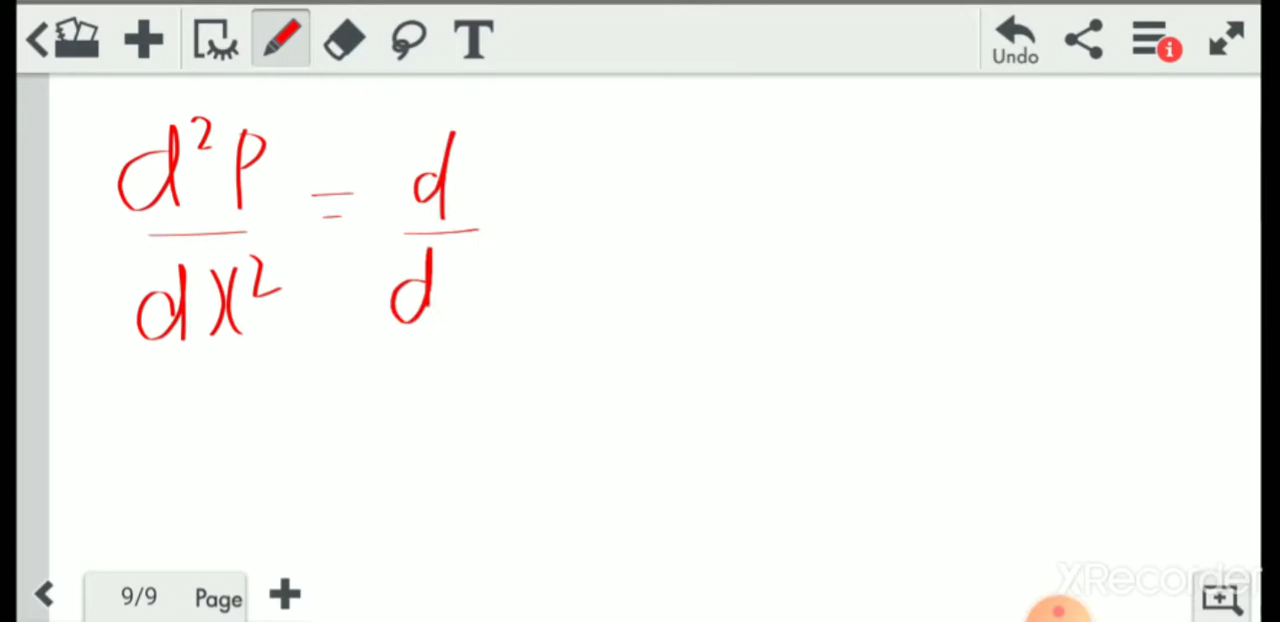 Undo
d²P/dx² = d/d
9/9 Page
XRecorder